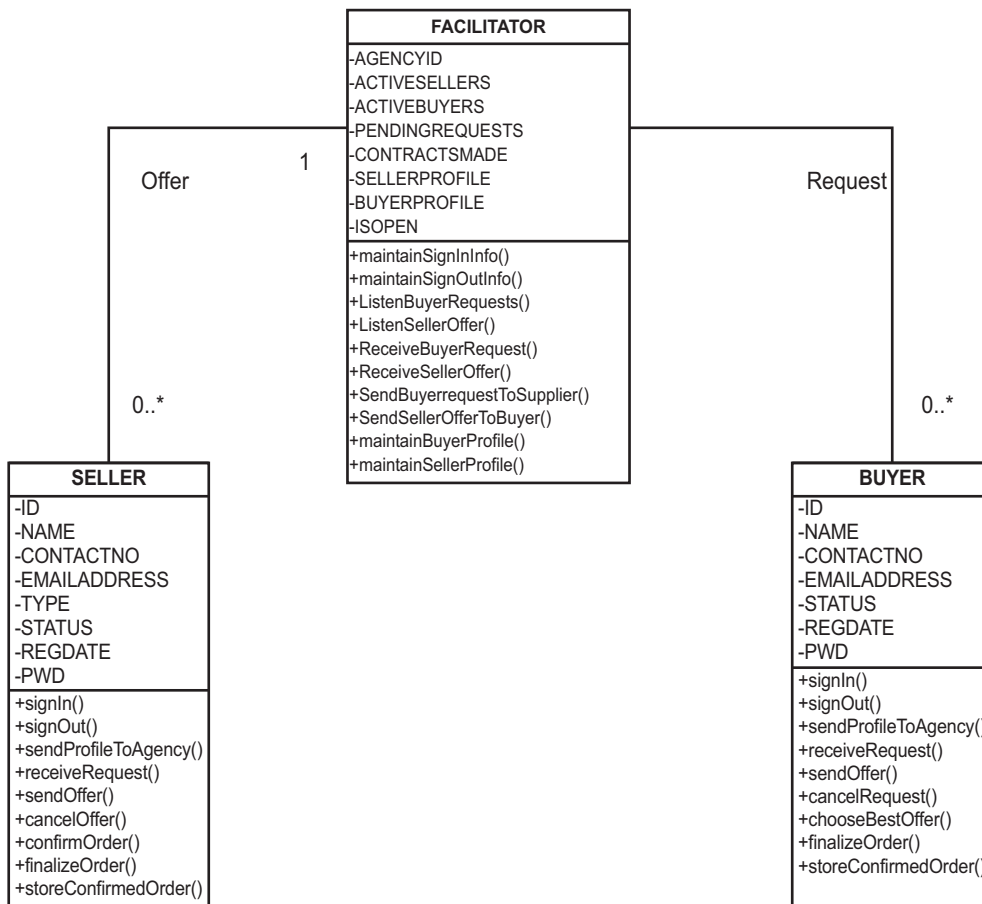 FACILITATOR
-AGENCYID
-ACTIVESELLERS
-ACTIVEBUYERS
-PENDINGREQUESTS
-CONTRACTSMADE
-SELLERPROFILE
-BUYERPROFILE
-ISOPEN
+maintainSignInInfo()
+maintainSignOutInfo()
+ListenBuyerRequests()
+ListenSellerOffer()
+ReceiveBuyerRequest()
+ReceiveSellerOffer()
+SendBuyerrequestToSupplier()
+SendSellerOfferToBuyer()
+maintainBuyerProfile()
+maintainSellerProfile()
Offer
1
Request
0..*
0..*
SELLER
-ID
-NAME
-CONTACTNO
-EMAILADDRESS
-TYPE
-STATUS
-REGDATE
-PWD
+signIn()
+signOut()
+sendProfileToAgency()
+receiveRequest()
+sendOffer()
+cancelOffer()
+confirmOrder()
+finalizeOrder()
+storeConfirmedOrder()
BUYER
-ID
-NAME
-CONTACTNO
-EMAILADDRESS
-STATUS
-REGDATE
-PWD
+signIn()
+signOut()
+sendProfileToAgency()
+receiveRequest()
+sendOffer()
+cancelRequest()
+chooseBestOffer()
+finalizeOrder()
+storeConfirmedOrder()